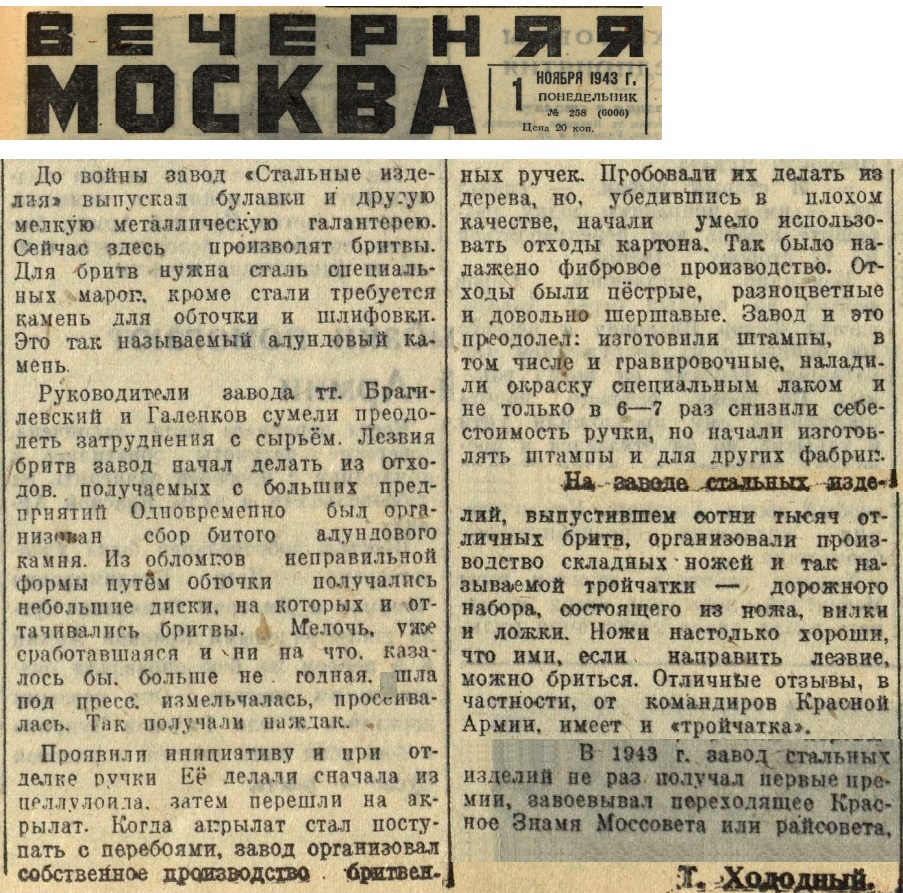 ВЕЧЕРНЯЯ
МОСКВА
1
НОЯБРЯ 1943 Г.
ПОНЕДЕЛЬНИК
№ 258 (6006)
Цена 20 коп.
До войны завод «Стальные изде-
лия» выпускал булавки и другую
мелкую металлическую галантерею.
Сейчас здесь производят бритвы.
Для бритв нужна сталь специаль-
ных марок, кроме стали требуется
камень для обточки и шлифовки.
Это так называемый алундовый ка-
мень.
Руководители завода тт. Браги-
левский и Галенков сумели преодо-
леть затруднения с сырьём. Лезвия
бритв завод начал делать из отхо-
дов, получаемых с больших пред-
приятий Одновременно был орга-
низован сбор битого алундового
камня. Из обломков неправильной
формы путём обточки получались
небольшие диски, на которых и от-
тачивались бритвы. Мелочь, уже
сработавшаяся и ни на что, каза-
лось бы, больше не годная, шла
под пресс, измельчалась, просеива-
лась. Так получали наждак.
Проявили инициативу и при от-
делке ручки Её делали сначала из
целлулоида, затем перешли на ак-
рылат. Когда акрылат стал посту-
пать с перебоями, завод организовал
собственное производство бритвен-
ных ручек. Пробовали их делать из
дерева, но, убедившись в плохом
качестве, начали умело использо-
вать отходы картона. Так было на-
лажено фибровое производство. От-
ходы были пёстрые, разноцветные
и довольно шершавые. Завод и это
преодолел: изготовили штампы, в
том числе и гравировочные, налади-
ли окраску специальным лаком и
не только в 6—7 раз снизили себе-
стоимость ручки, но начали изготов-
лять штампы и для других фабрик.
На заводе стальных изде-
лий, выпустившем сотни тысяч от-
личных бритв, организовали произ-
водство складных ножей и так на-
зываемой тройчатки — дорожного
набора, состоящего из ножа, вилки
и ложки. Ножи настолько хороши,
что ими, если направить лезвие,
можно бриться. Отличные отзывы, в
частности, от командиров Красной
Армии, имеет и «тройчатка».
В 1943 г. завод стальных
изделий не раз получал первые пре-
мии, завоевывал переходящее Крас-
ное Знамя Моссовета или райсовета,
Т. Холодный.